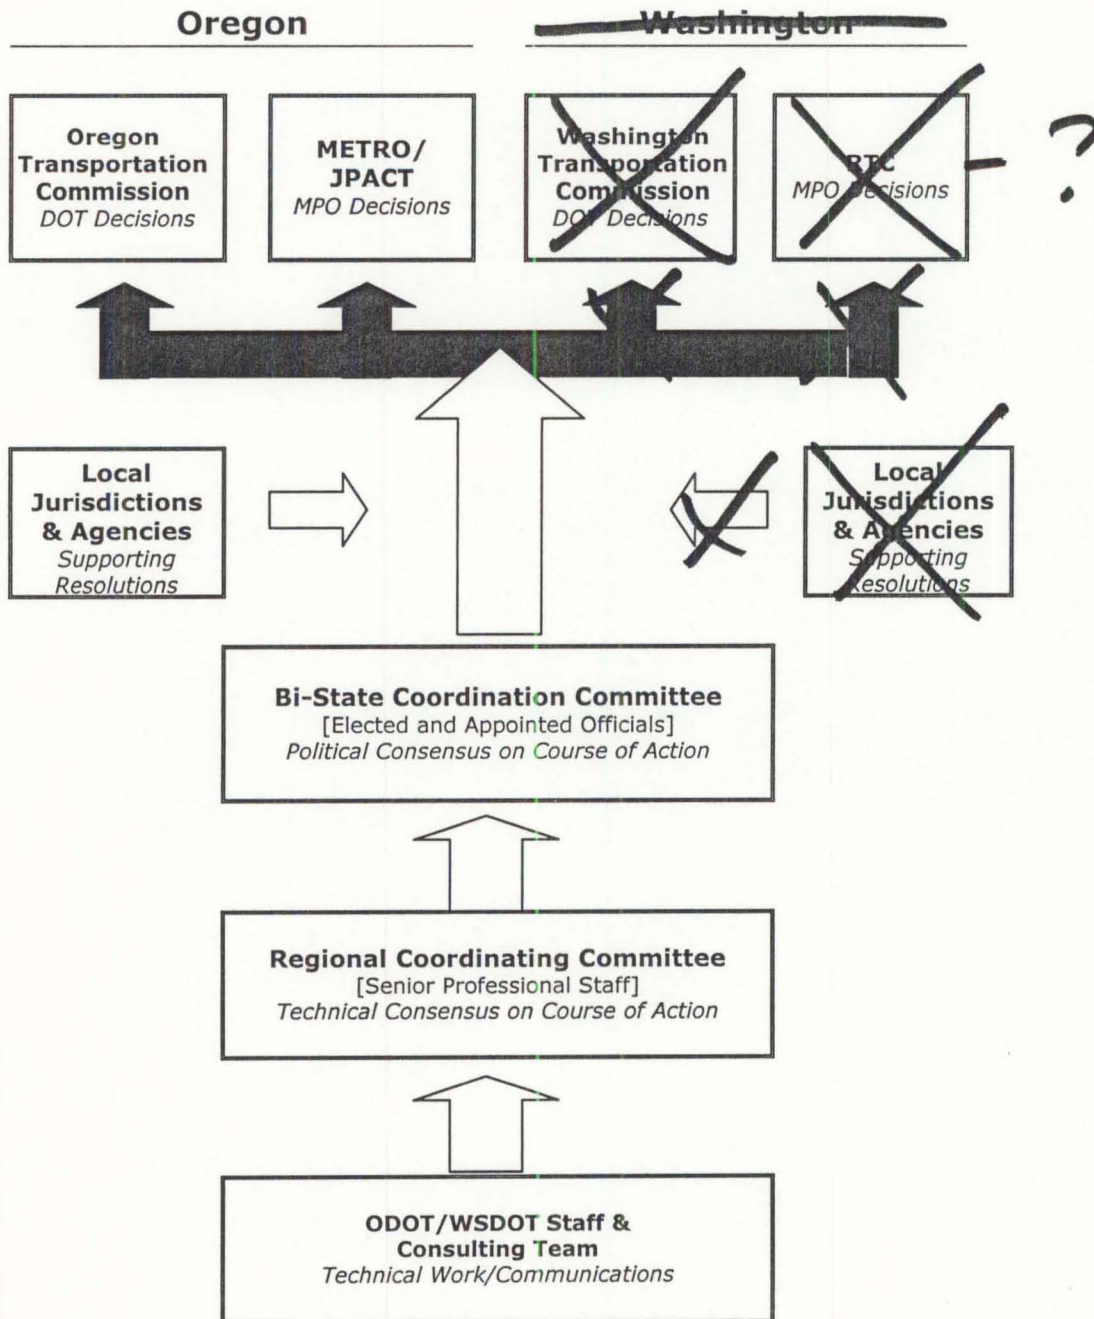 Oregon
Washington
Oregon
Transportation
Commission
DOT Decisions
METRO/
JPACT
MPO Decisions
Washington
Transportation
Commission
DOT Decisions
RTC
MPO Decisions
- ?
Local
Jurisdictions
& Agencies
Supporting
Resolutions
Local
Jurisdictions
& Agencies
Supporting
Resolutions
Bi-State Coordination Committee
[Elected and Appointed Officials]
Political Consensus on Course of Action
Regional Coordinating Committee
[Senior Professional Staff]
Technical Consensus on Course of Action
ODOT/WSDOT Staff &
Consulting Team
Technical Work/Communications